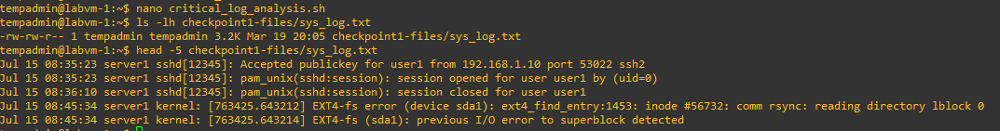 tempadmin@labvm-1:~$ nano critical_log_analysis.sh
tempadmin@labvm-1:~$ ls -lh checkpoint1-files/sys_log.txt
-rw-rw-r-- 1 tempadmin tempadmin 3.2K Mar 19 20:05 checkpoint1-files/sys_log.txt
tempadmin@labvm-1:~$ head -5 checkpoint1-files/sys_log.txt
Jul 15 08:35:23 server1 sshd[12345]: Accepted publickey for user1 from 192.168.1.10 port 53022 ssh2
Jul 15 08:35:23 server1 sshd[12345]: pam_unix(sshd:session): session opened for user user1 by (uid=0)
Jul 15 08:36:10 server1 sshd[12345]: pam_unix(sshd:session): session closed for user user1
Jul 15 08:45:34 server1 kernel: [763425.643212] EXT4-fs error (device sda1): ext4_find_entry:1453: inode #56732: comm rsync: reading directory lblock 0
Jul 15 08:45:34 server1 kernel: [763425.643214] EXT4-fs (sda1): previous I/O error to superblock detected